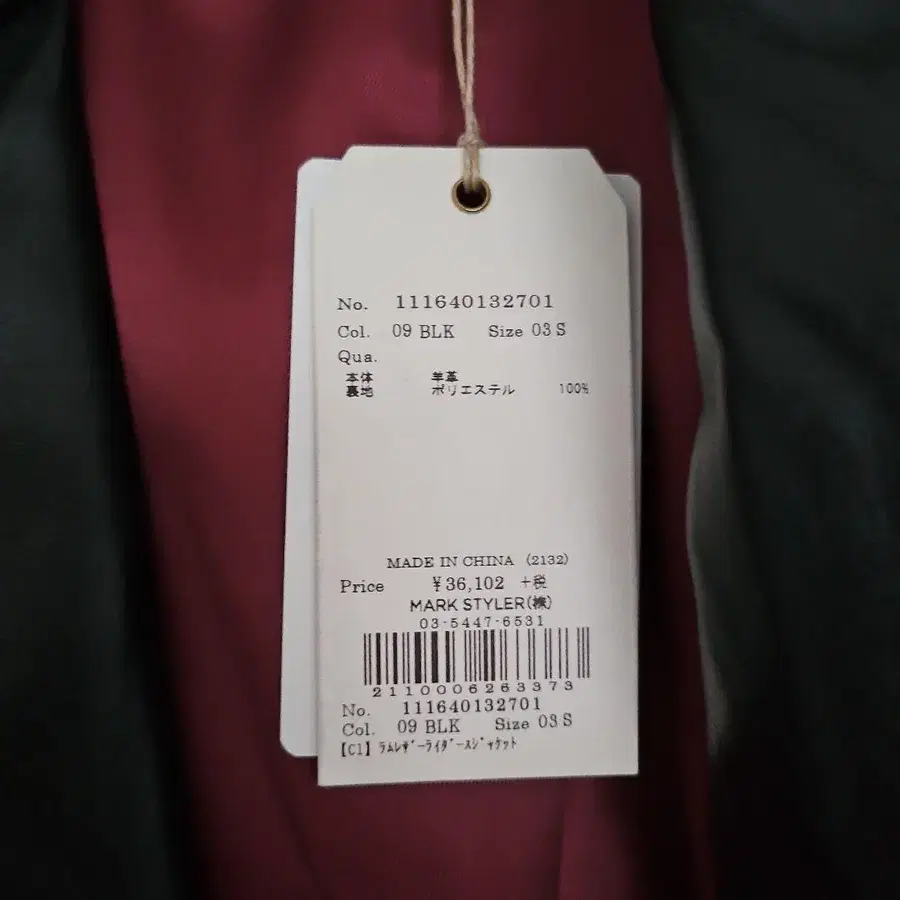 No. 111640132701
Col. 09 BLK Size 03 S
Qua.
本体 羊革
裏地 ポリエステル 100%
MADE IN CHINA (2132)
Price ¥36,102 +税
MARK STYLER(株)
03-5447-6531
2110006263373
No. 111640132701
Col. 09 BLK Size 03 S
【C1】ﾗﾑﾚｻﾞｰﾗｲﾀﾞｰｽｼﾞｬｹｯﾄ